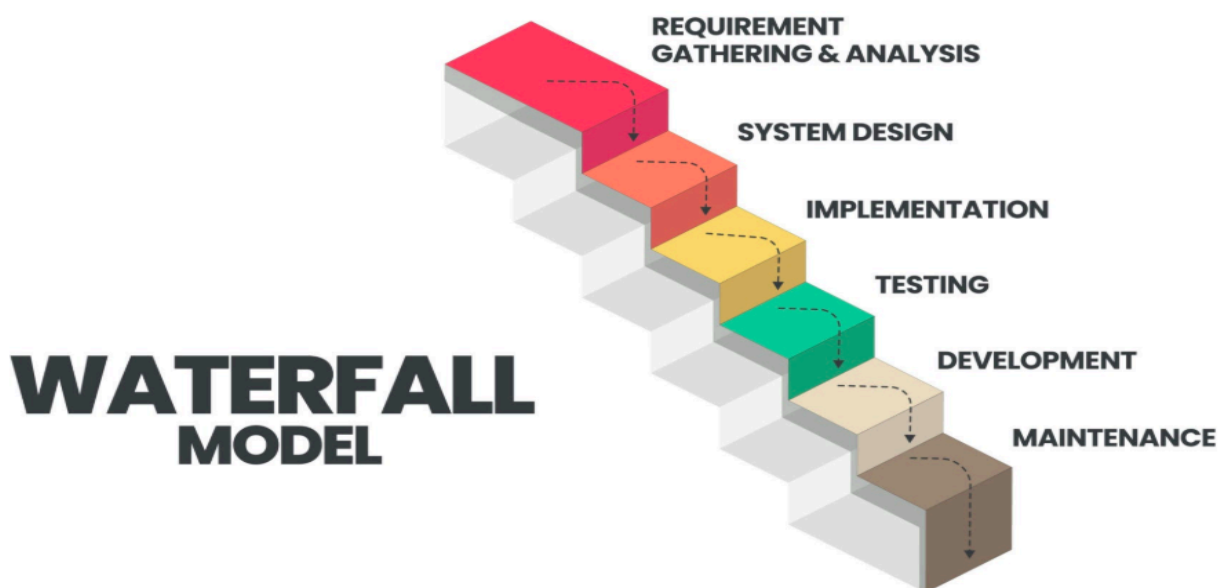 REQUIREMENT
GATHERING & ANALYSIS
SYSTEM DESIGN
IMPLEMENTATION
TESTING
DEVELOPMENT
MAINTENANCE
WATERFALL
MODEL